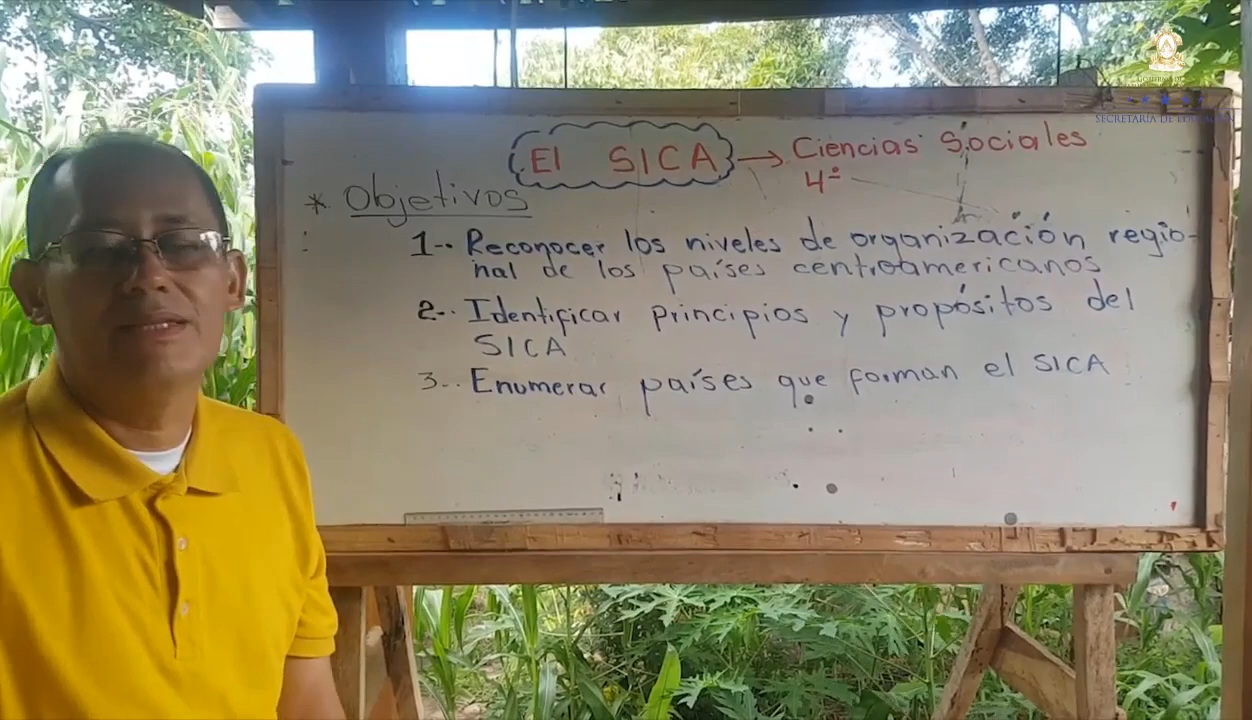 El SICA → Ciencias Sociales
4º
* Objetivos
1-. Reconocer los niveles de organización regio-
nal de los países centroamericanos
2-. Identificar principios y propósitos del
SICA
3-. Enumerar países que forman el SICA
SECRETARÍA DE EDUCACIÓN